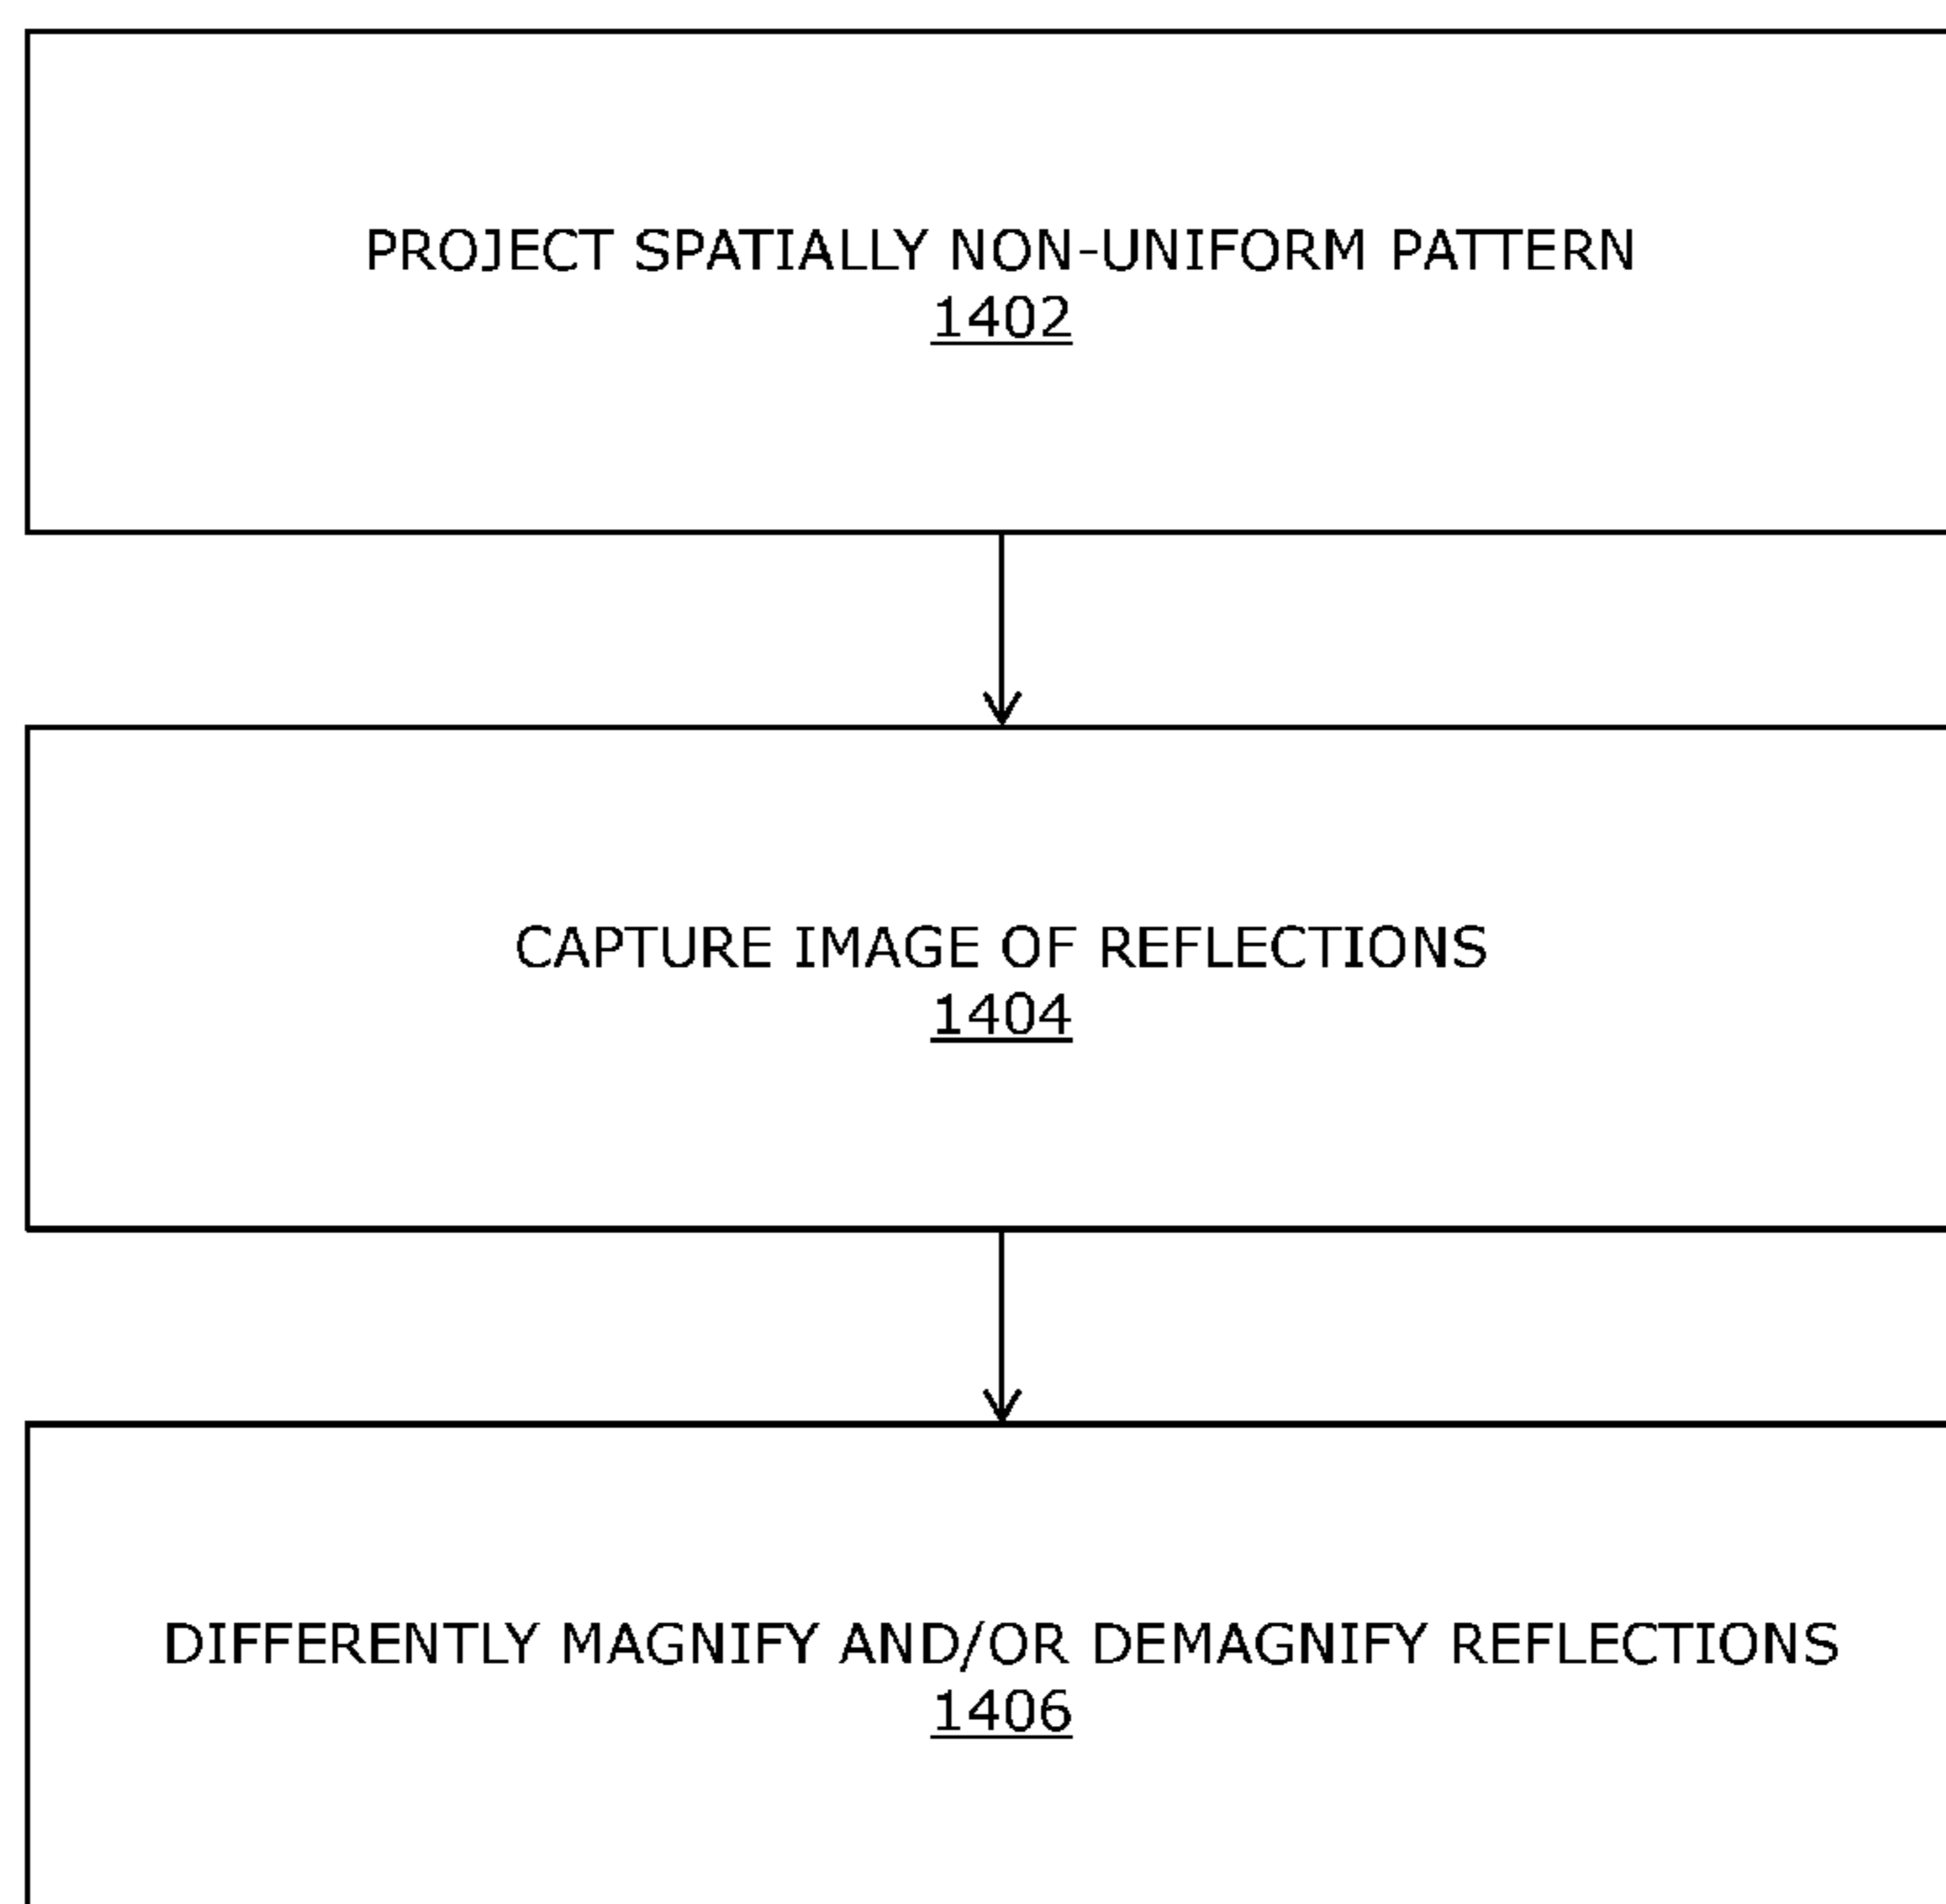 PROJECT SPATIALLY NON-UNIFORM PATTERN
1402
CAPTURE IMAGE OF REFLECTIONS
1404
DIFFERENTLY MAGNIFY AND/OR DEMAGNIFY REFLECTIONS
1406